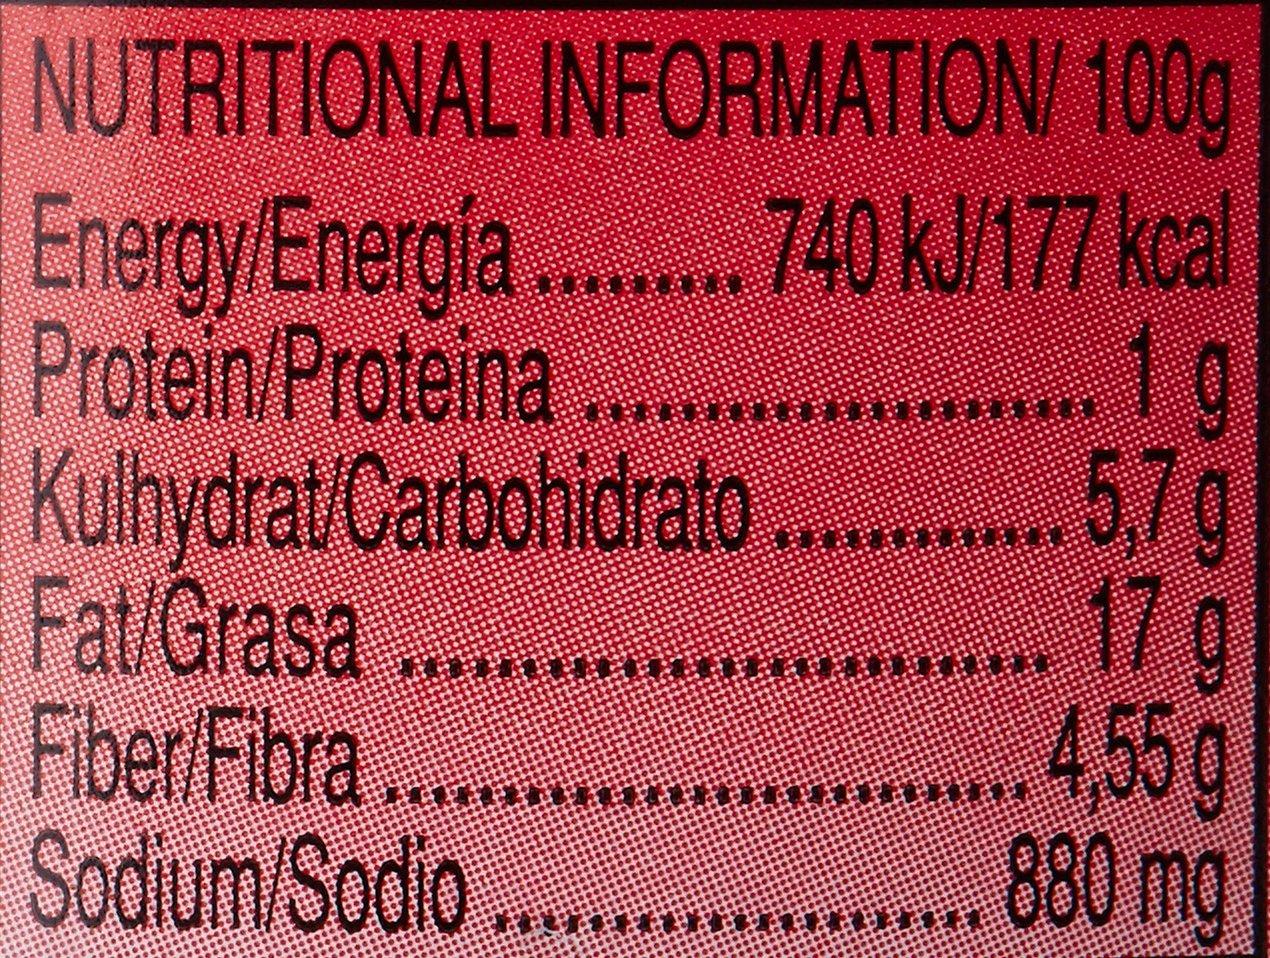 NUTRITIONAL INFORMATION/ 100g
Energy/Energía ......... 740 kJ/177 kcal
Protein/Proteina ...................... 1 g
Kulhydrat/Carbohidrato ............. 5,7 g
Fat/Grasa ............................ 17 g
Fiber/Fibra ............................ 4,55 g
Sodium/Sodio ..................... 880 mg